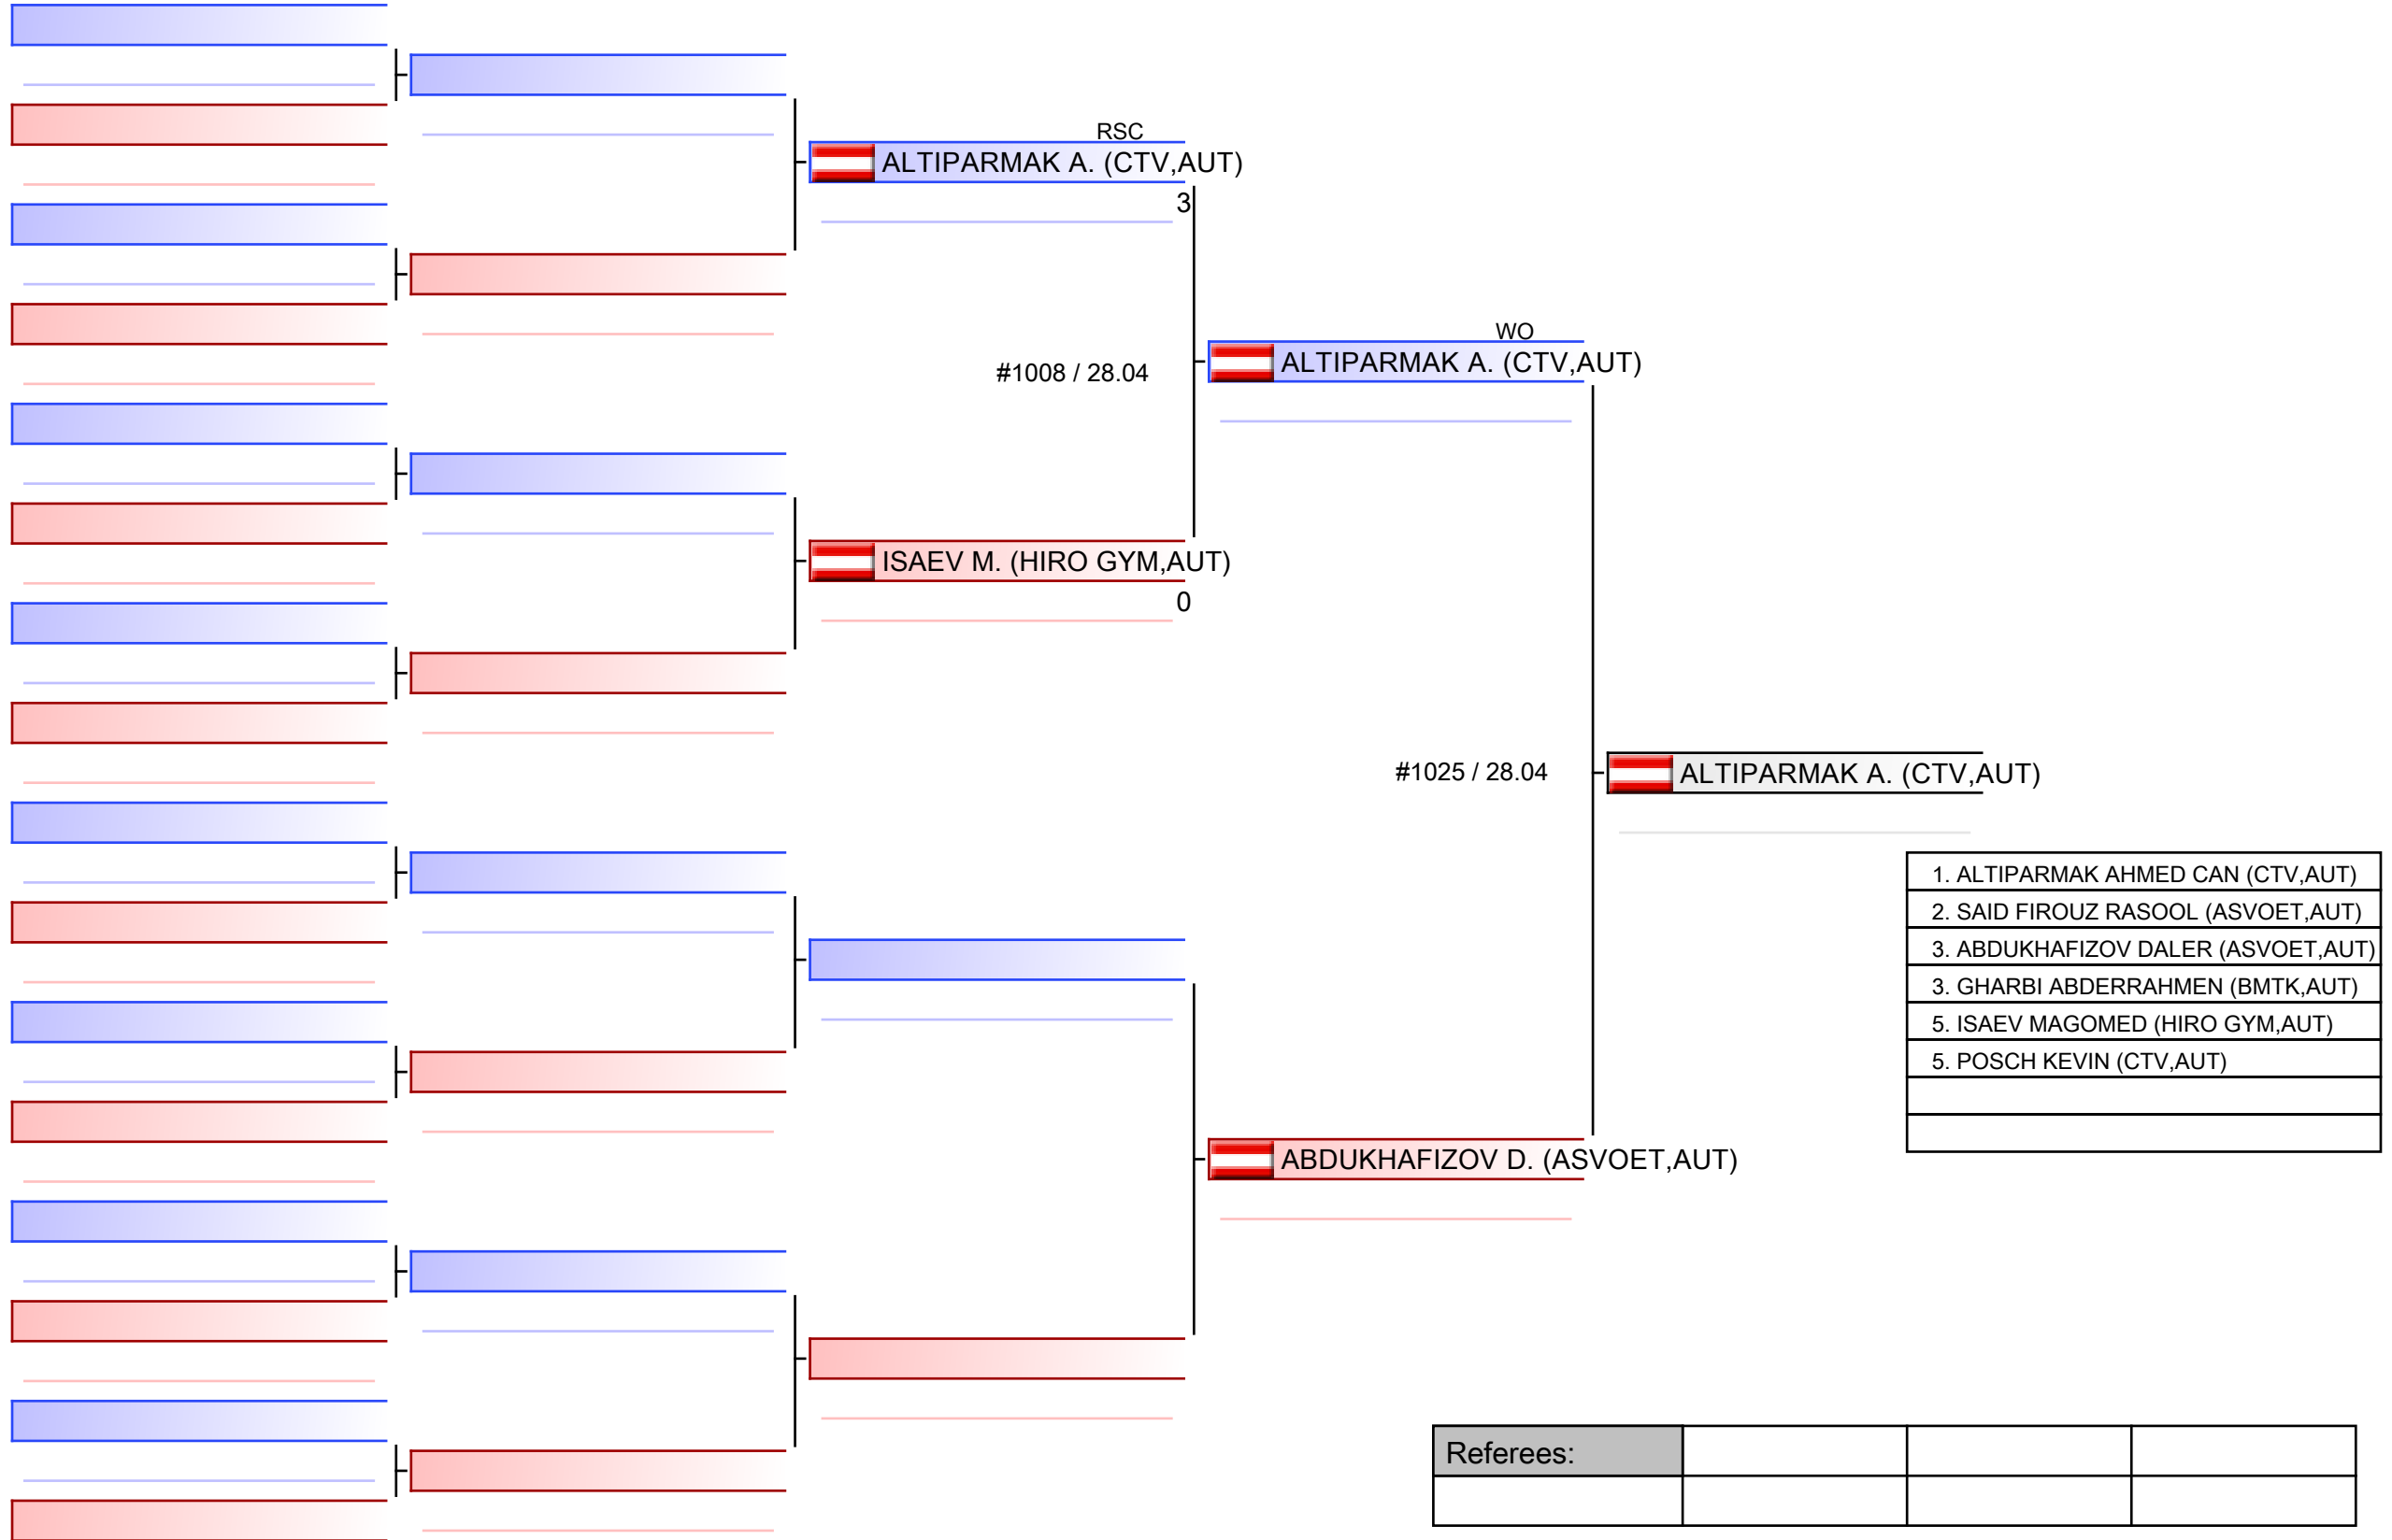 RSC
ALTIPARMAK A. (CTV,AUT)
3
WO
#1008 / 28.04
ALTIPARMAK A. (CTV,AUT)
ISAEV M. (HIRO GYM,AUT)
0
#1025 / 28.04
ALTIPARMAK A. (CTV,AUT)
1. ALTIPARMAK AHMED CAN (CTV,AUT)
2. SAID FIROUZ RASOOL (ASVOET,AUT)
3. ABDUKHAFIZOV DALER (ASVOET,AUT)
3. GHARBI ABDERRAHMEN (BMTK,AUT)
5. ISAEV MAGOMED (HIRO GYM,AUT)
5. POSCH KEVIN (CTV,AUT)
ABDUKHAFIZOV D. (ASVOET,AUT)
Referees: